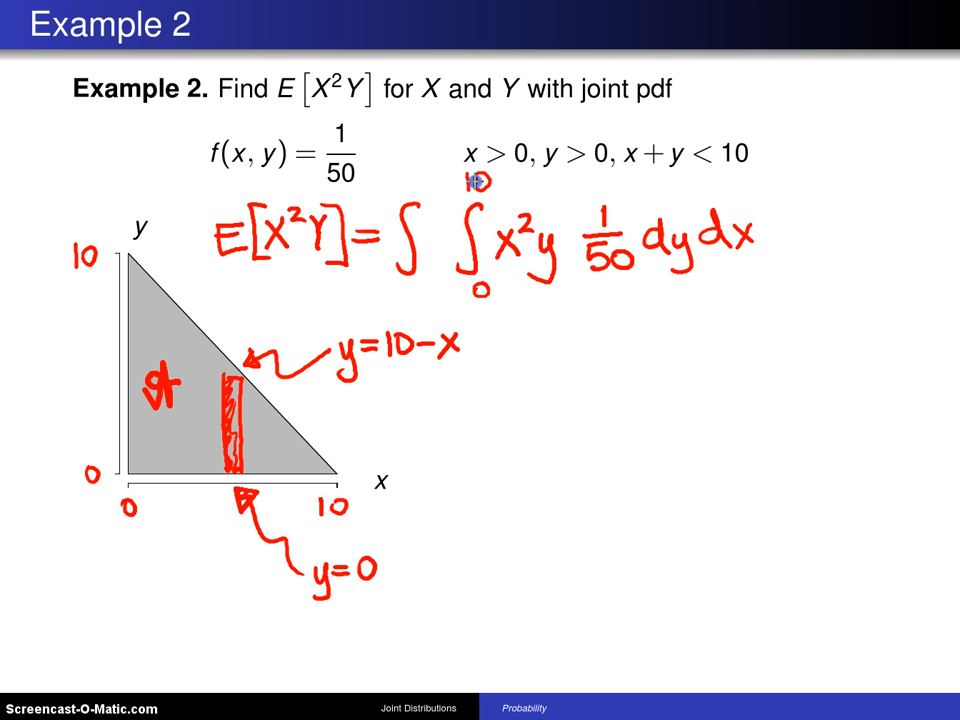 Example 2
Example 2. Find E [X²Y] for X and Y with joint pdf
f(x, y) = 1/50    x > 0, y > 0, x + y < 10
10
E[X²Y] = ∫ ∫ x²y 1/50 dy dx
0
y
10
y = 10 − x
A
0
x
0 10
y = 0
Screencast-O-Matic.com Joint Distributions Probability